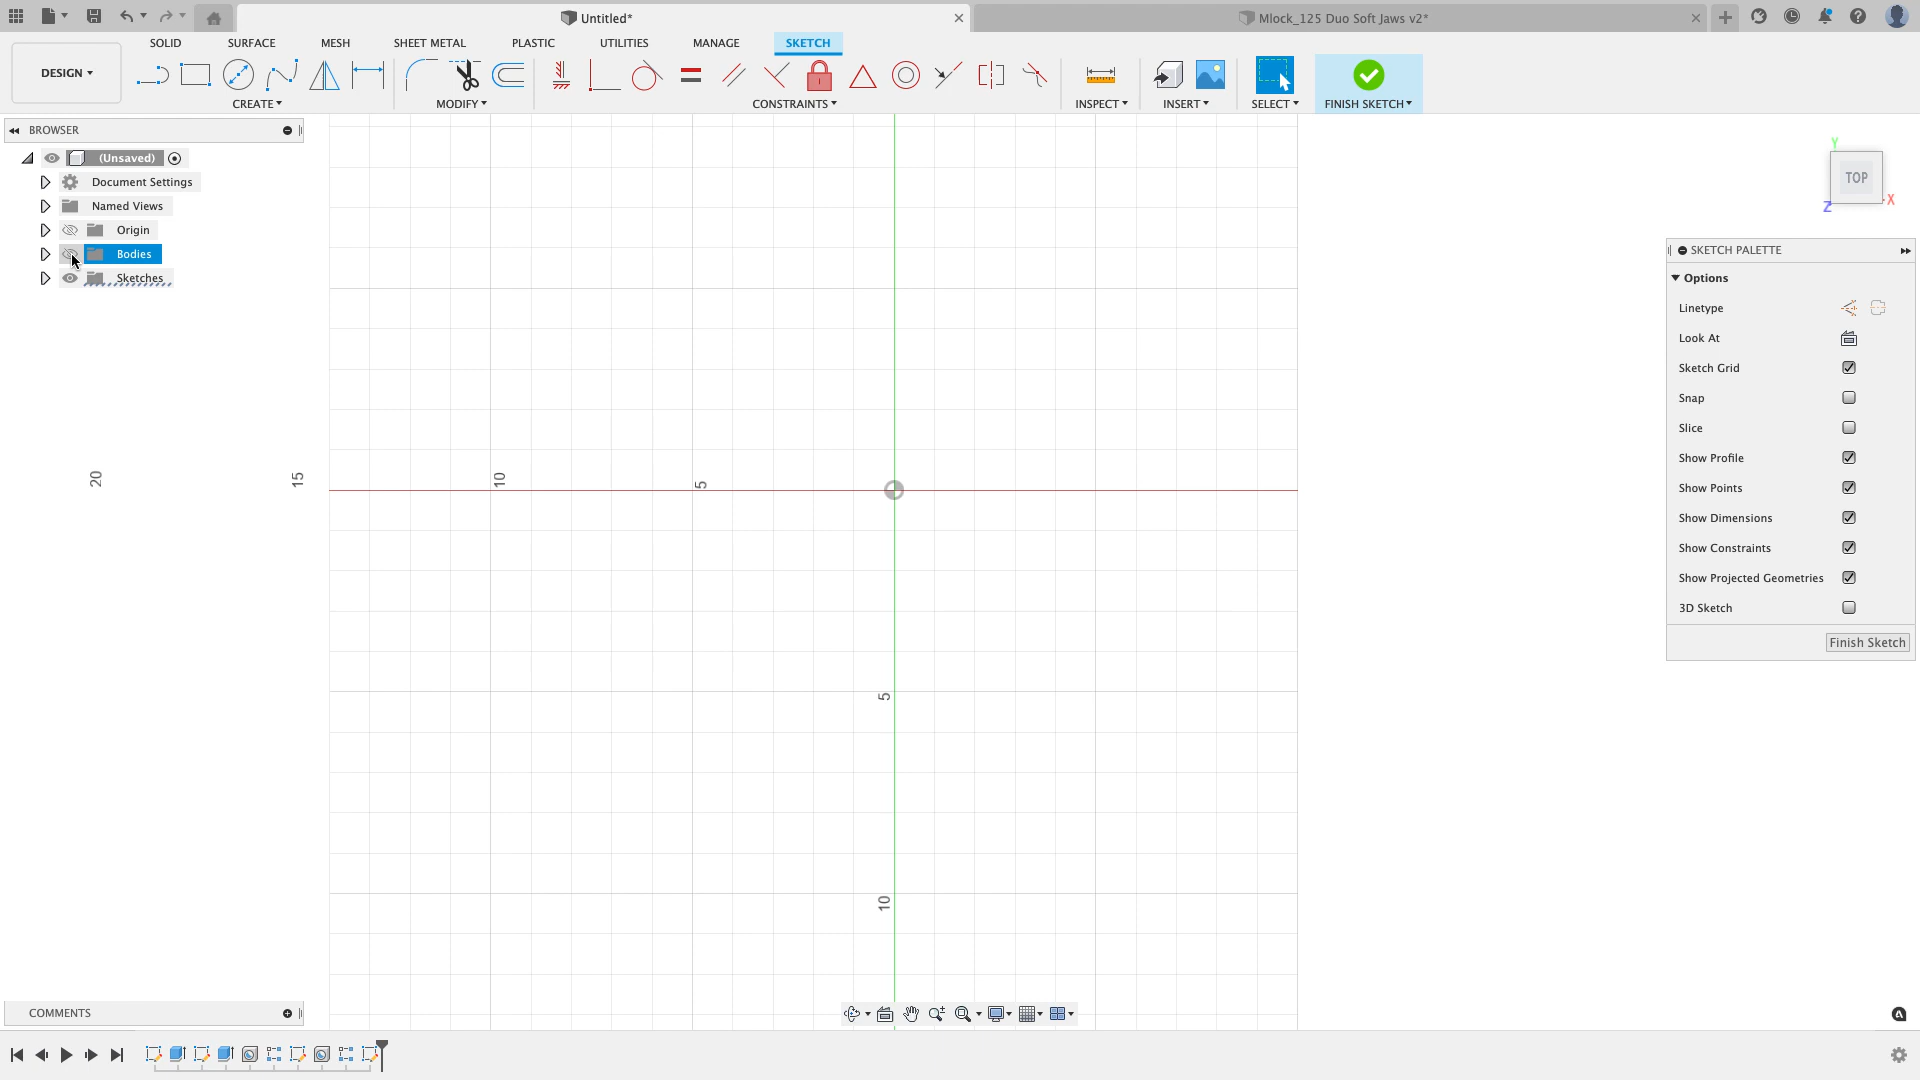 Untitled*
Mlock_125 Duo Soft Jaws v2*
SOLID
SURFACE
MESH
SHEET METAL
PLASTIC
UTILITIES
MANAGE
SKETCH
DESIGN
CREATE
MODIFY
CONSTRAINTS
INSPECT
INSERT
SELECT
FINISH SKETCH
BROWSER
(Unsaved)
Document Settings
Named Views
Origin
Bodies
Sketches
20
15
10
5
5
10
Y
TOP
X
Z
SKETCH PALETTE
Options
Linetype
Look At
Sketch Grid
Snap
Slice
Show Profile
Show Points
Show Dimensions
Show Constraints
Show Projected Geometries
3D Sketch
Finish Sketch
COMMENTS